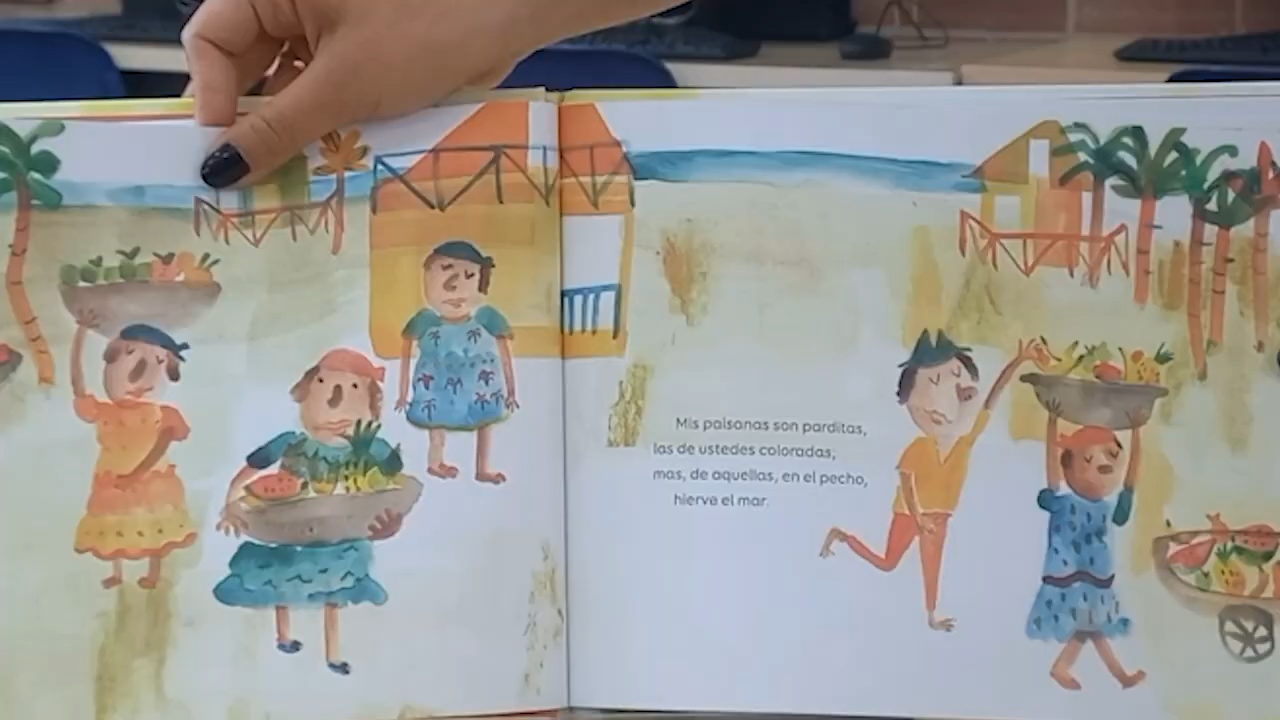 Mis paisanas son parditas,
las de ustedes coloradas;
mas, de aquellas, en el pecho,
hierve el mar.